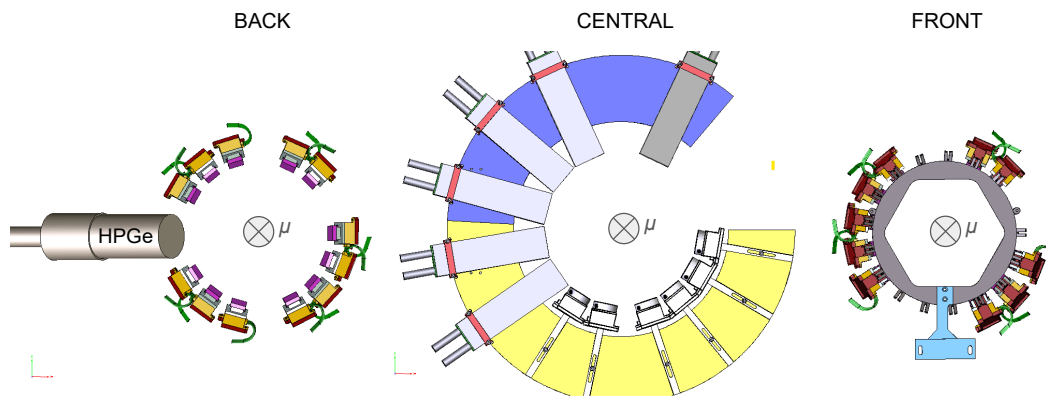 BACK
CENTRAL
FRONT
HPGe
μ
μ
μ